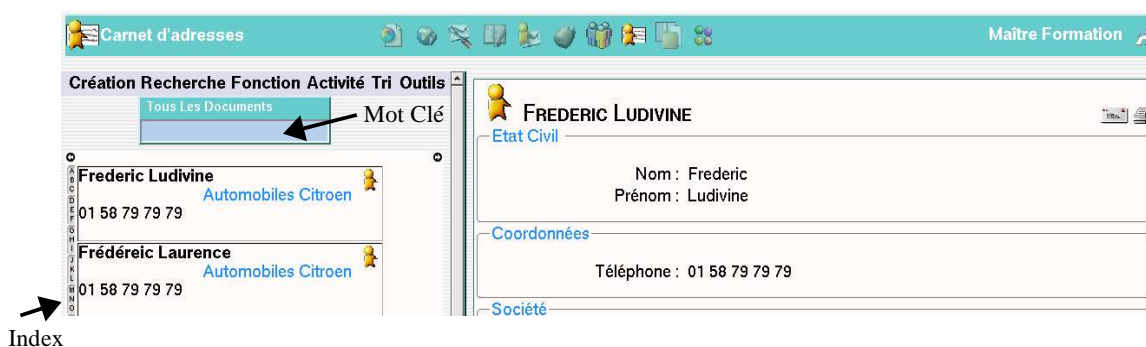 Carnet d'adresses
Maître Formation
Création Recherche Fonction Activité Tri Outils
Tous Les Documents
Mot Clé
Frederic Ludivine
Automobiles Citroen
01 58 79 79 79
Frédéreic Laurence
Automobiles Citroen
01 58 79 79 79
A
B
C
D
E
F
G
H
I
J
K
L
M
N
O
Index
FREDERIC LUDIVINE
Etat Civil
Nom : Frederic
Prénom : Ludivine
Coordonnées
Téléphone : 01 58 79 79 79
Société